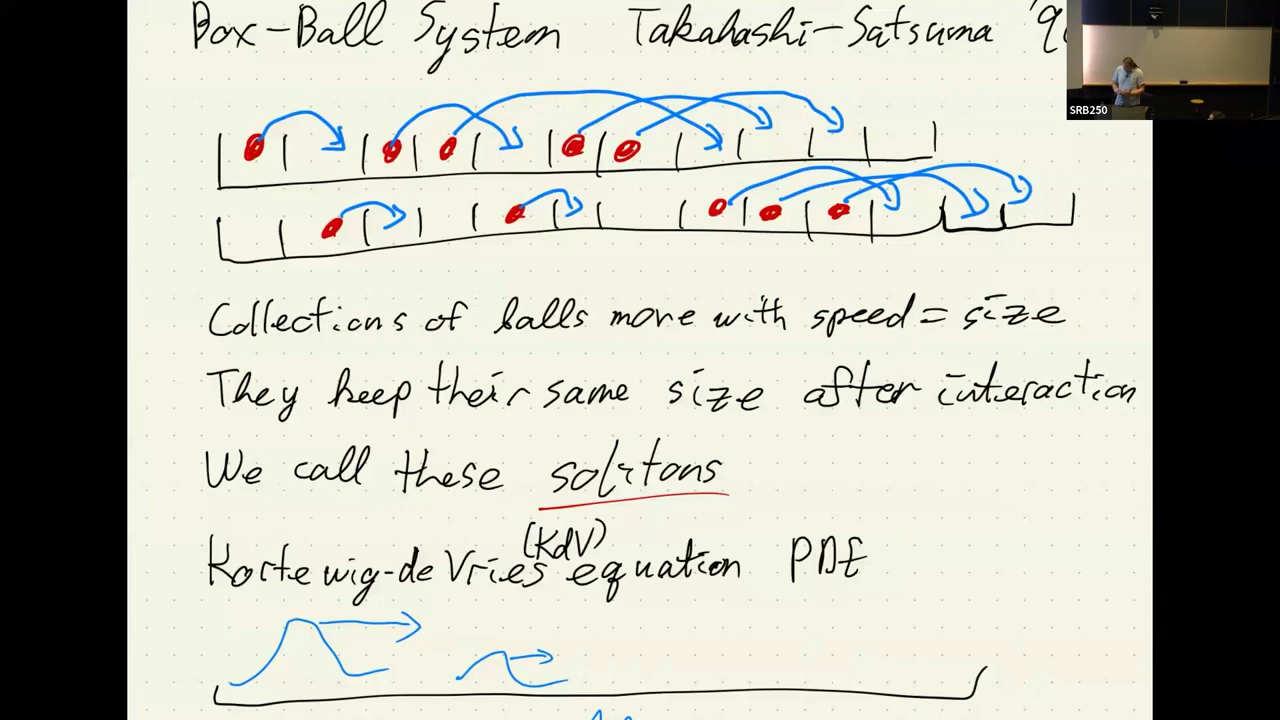 Box-Ball System Takahashi-Satsuma
SRB250
Collections of balls move with speed = size
They keep their same size after interaction
We call these solitons
(KdV)
Kortewig-de Vries equation PDE